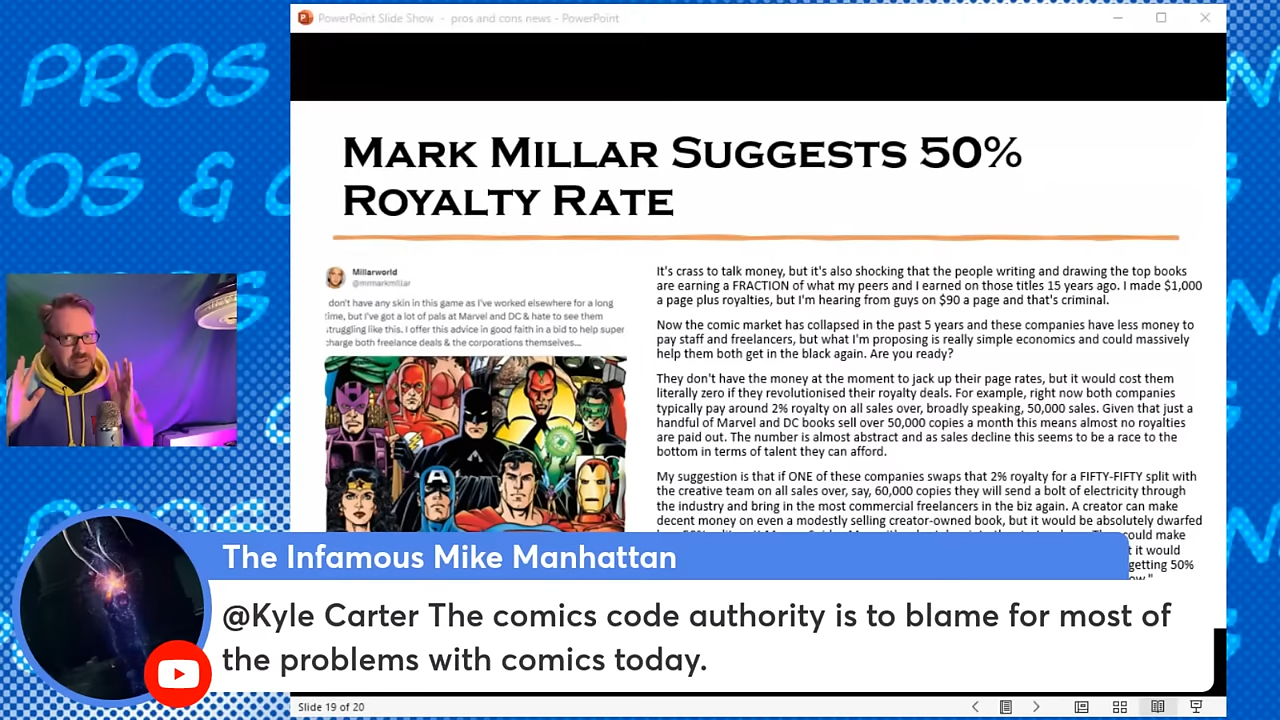 PowerPoint Slide Show - pros and cons news - PowerPoint
PROS
OS & C
MARK MILLAR SUGGESTS 50%
ROYALTY RATE
Millarworld
@mrmarkmillar
don't have any skin in this game as I've worked elsewhere for a long
time, but I've got a lot of pals at Marvel and DC & hate to see them
struggling like this. I offer this advice in good faith in a bid to help super
charge both freelance deals & the corporations themselves...
It's crass to talk money, but it's also shocking that the people writing and drawing the top books
are earning a FRACTION of what my peers and I earned on those titles 15 years ago. I made $1,000
a page plus royalties, but I'm hearing from guys on $90 a page and that's criminal.
Now the comic market has collapsed in the past 5 years and these companies have less money to
pay staff and freelancers, but what I'm proposing is really simple economics and could massively
help them both get in the black again. Are you ready?
They don't have the money at the moment to jack up their page rates, but it would cost them
literally zero if they revolutionised their royalty deals. For example, right now both companies
typically pay around 2% royalty on all sales over, broadly speaking, 50,000 sales. Given that just a
handful of Marvel and DC books sell over 50,000 copies a month this means almost no royalties
are paid out. The number is almost abstract and as sales decline this seems to be a race to the
bottom in terms of talent they can afford.
My suggestion is that if ONE of these companies swaps that 2% royalty for a FIFTY-FIFTY split with
the creative team on all sales over, say, 60,000 copies they will send a bolt of electricity through
the industry and bring in the most commercial freelancers in the biz again. A creator can make
decent money on even a modestly selling creator-owned book, but it would be absolutely dwarfed
could make
t it would
getting 50%
The Infamous Mike Manhattan
@Kyle Carter The comics code authority is to blame for most of
the problems with comics today.
Slide 19 of 20